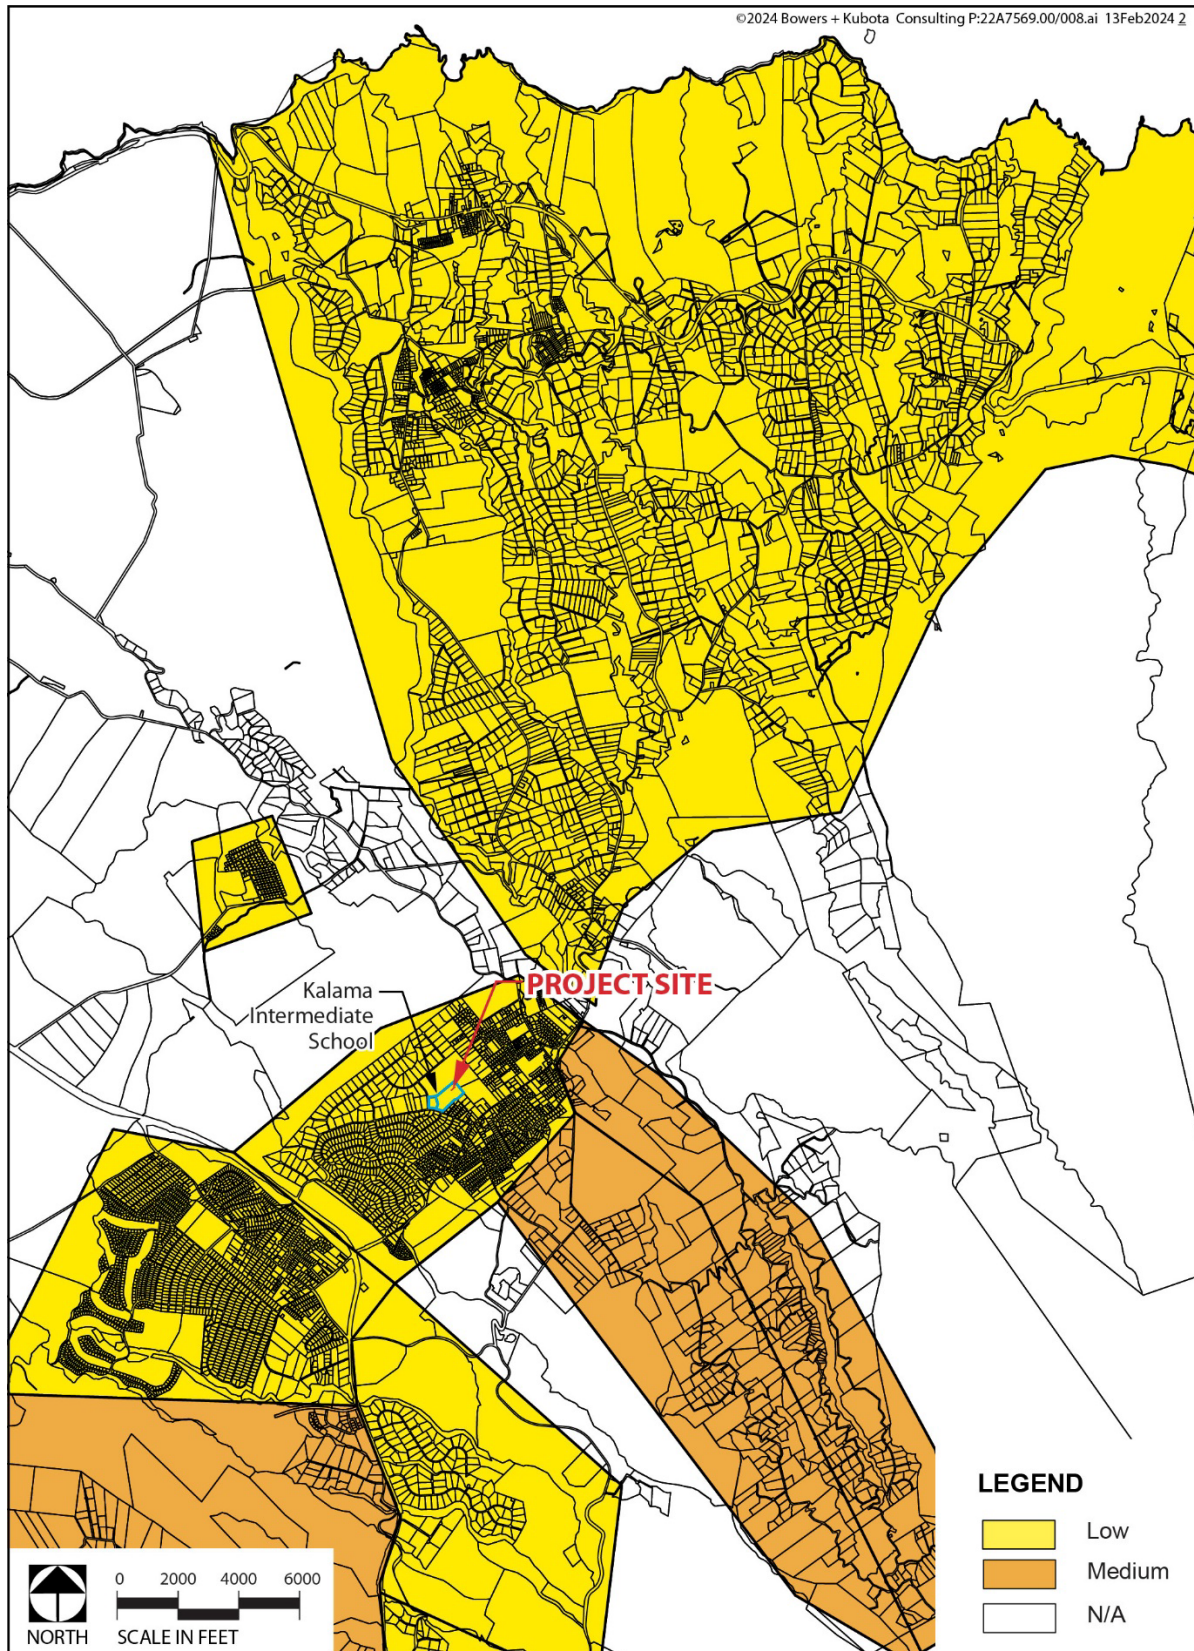 ©2024 Bowers + Kubota Consulting P:22A7569.00/008.ai 13Feb2024 2
PROJECT SITE
Kalama
Intermediate
School
LEGEND
Low
Medium
N/A
0 2000 4000 6000
NORTH SCALE IN FEET